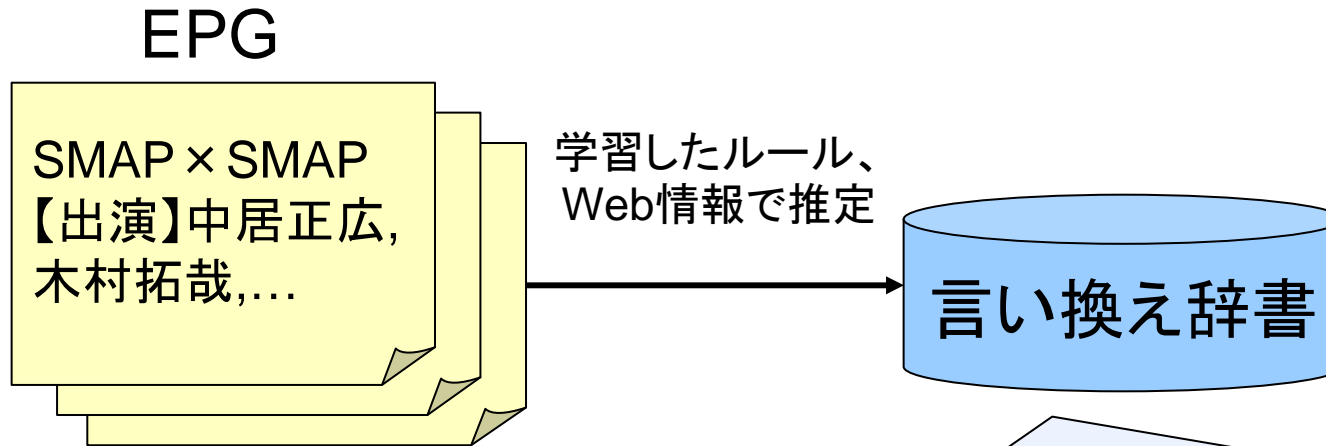 EPG
SMAP×SMAP
【出演】中居正広,
木村拓哉,…
学習したルール、
Web情報で推定
言い換え辞書